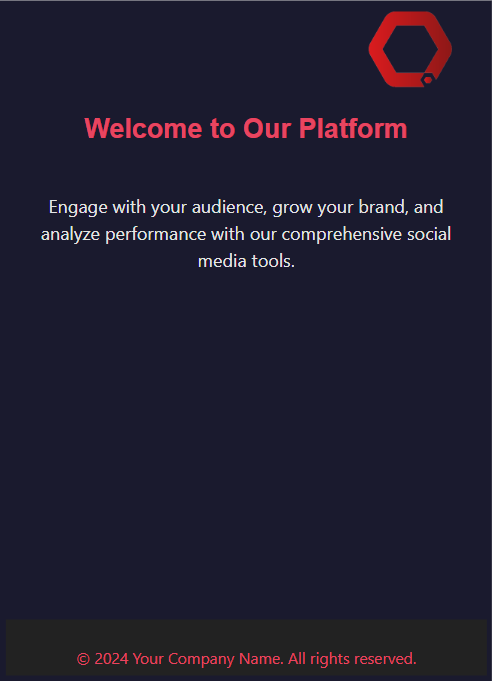 Welcome to Our Platform
Engage with your audience, grow your brand, and
analyze performance with our comprehensive social
media tools.
© 2024 Your Company Name. All rights reserved.